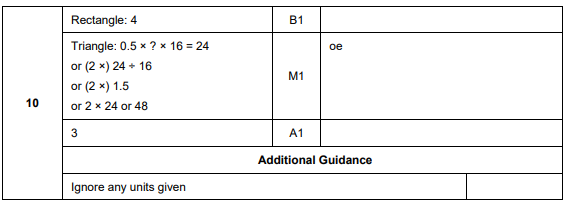 Rectangle: 4 B1
Triangle: 0.5 × ? × 16 = 24 oe
or (2 ×) 24 ÷ 16
or (2 ×) 1.5 M1
or 2 × 24 or 48
10
3 A1
Additional Guidance
Ignore any units given